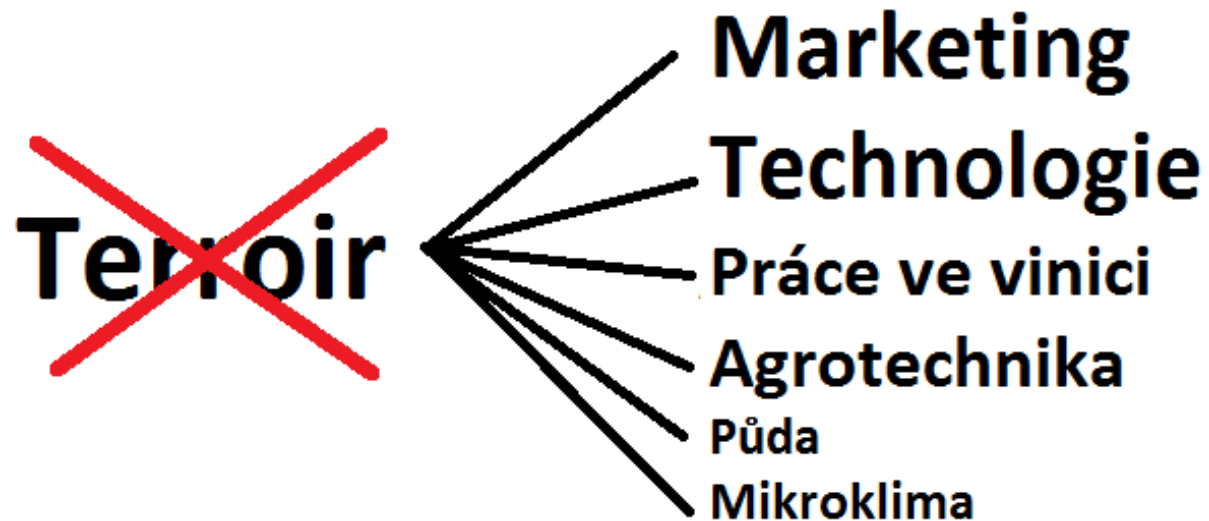 Terroir
Marketing
Technologie
Práce ve vinici
Agrotechnika
Půda
Mikroklima